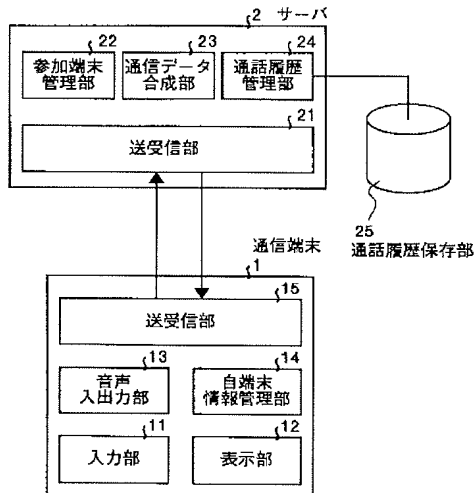 2 サーバ
22 23 24
参加端末
管理部
通信データ
合成部
通話履歴
管理部
21
送受信部
25
通話履歴保存部
通信端末
1
15
送受信部
13
音声
入出力部
14
自端末
情報管理部
11
入力部
12
表示部